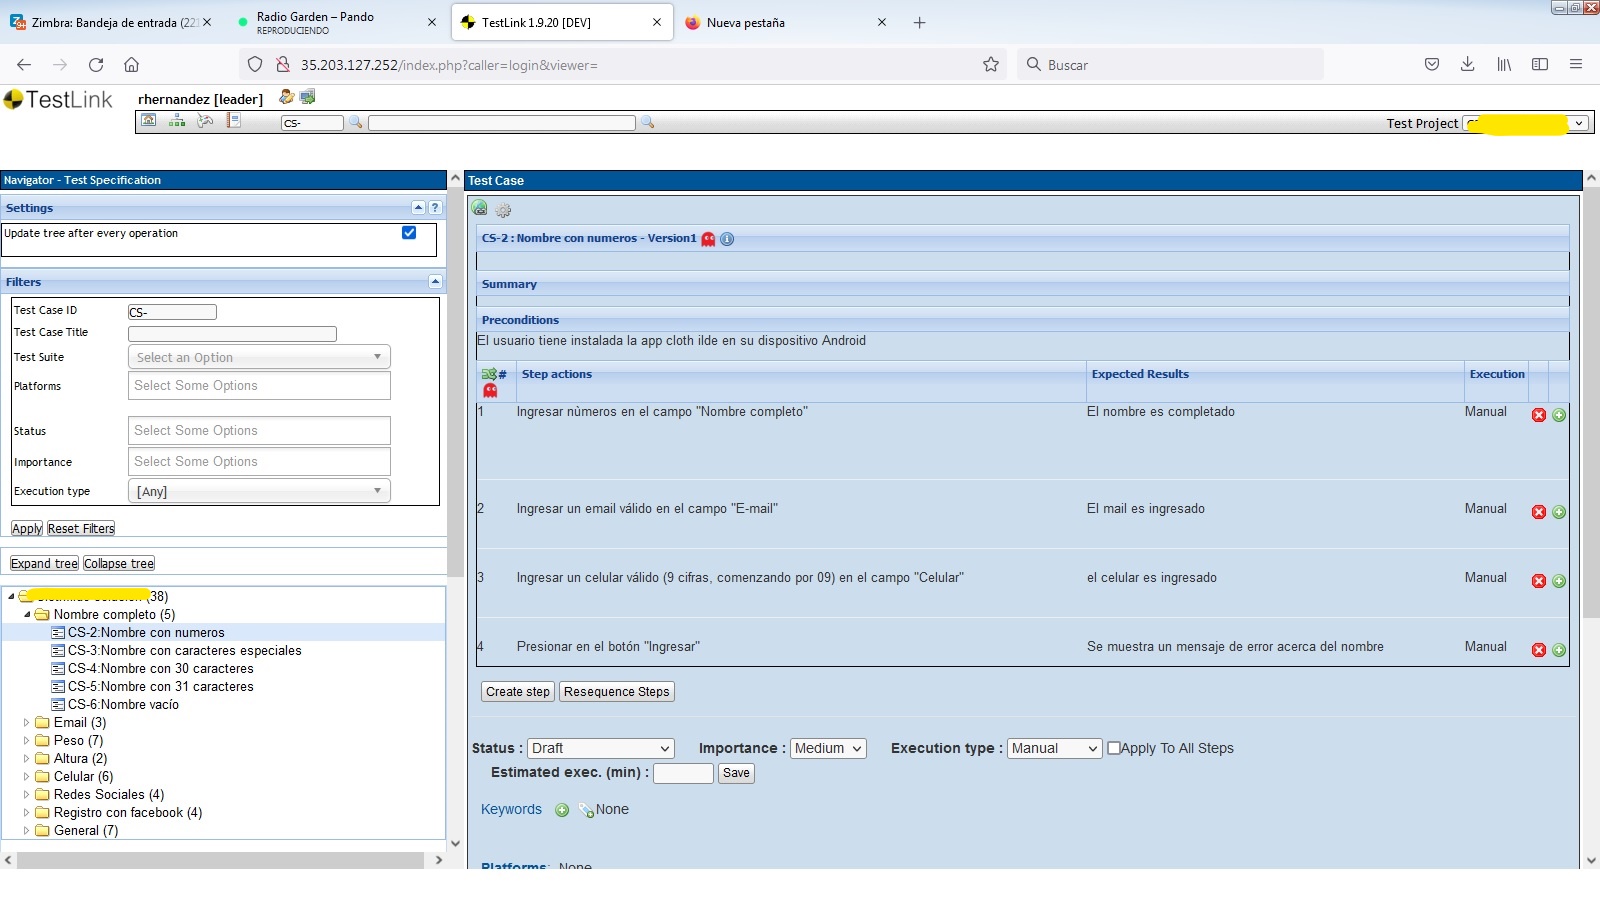 Zimbra: Bandeja de entrada (22
Radio Garden – Pando
REPRODUCIENDO
TestLink 1.9.20 [DEV]
Nueva pestaña
35.203.127.252/index.php?caller=login&viewer=
Buscar
TestLink
rhernandez [leader]
CS-
Test Project
Navigator - Test Specification
Settings
Update tree after every operation
Filters
Test Case ID CS-
Test Case Title
Test Suite Select an Option
Platforms Select Some Options
Status Select Some Options
Importance Select Some Options
Execution type [Any]
Apply Reset Filters
Expand tree Collapse tree
(38)
Nombre completo (5)
CS-2:Nombre con numeros
CS-3:Nombre con caracteres especiales
CS-4:Nombre con 30 caracteres
CS-5:Nombre con 31 caracteres
CS-6:Nombre vacío
Email (3)
Peso (7)
Altura (2)
Celular (6)
Redes Sociales (4)
Registro con facebook (4)
General (7)
Test Case
CS-2 : Nombre con numeros - Version1
Summary
Preconditions
El usuario tiene instalada la app cloth ilde en su dispositivo Android
# Step actions Expected Results Execution
1 Ingresar nùmeros en el campo "Nombre completo" El nombre es completado Manual
2 Ingresar un email válido en el campo "E-mail" El mail es ingresado Manual
3 Ingresar un celular válido (9 cifras, comenzando por 09) en el campo "Celular" el celular es ingresado Manual
4 Presionar en el botón "Ingresar" Se muestra un mensaje de error acerca del nombre Manual
Create step Resequence Steps
Status : Draft Importance : Medium Execution type : Manual Apply To All Steps
Estimated exec. (min) : Save
Keywords None
Platforms: None